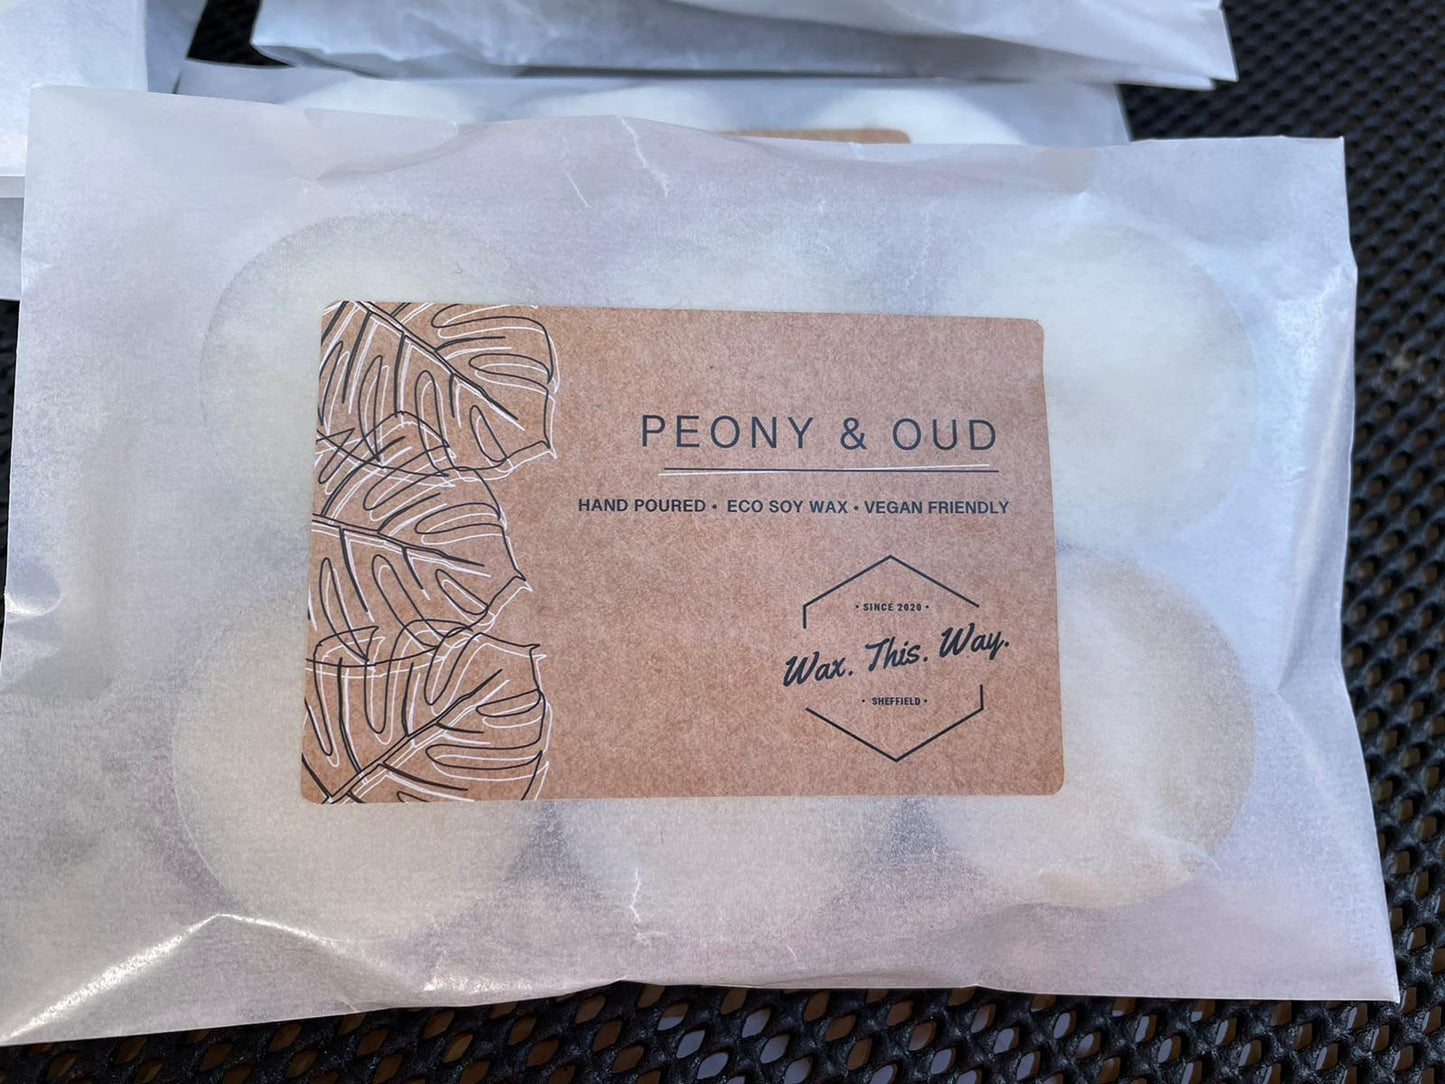 PEONY & OUD
HAND POURED • ECO SOY WAX • VEGAN FRIENDLY
• SINCE 2020 •
Wax. This. Way.
• SHEFFIELD •